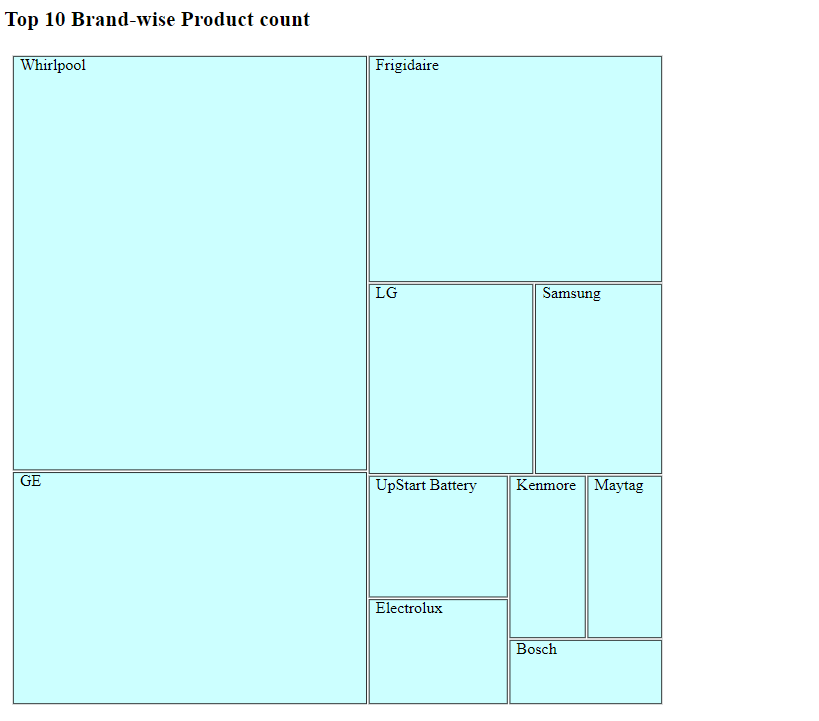 Top 10 Brand-wise Product count
Whirlpool
Frigidaire
LG
Samsung
GE
UpStart Battery
Kenmore
Maytag
Electrolux
Bosch